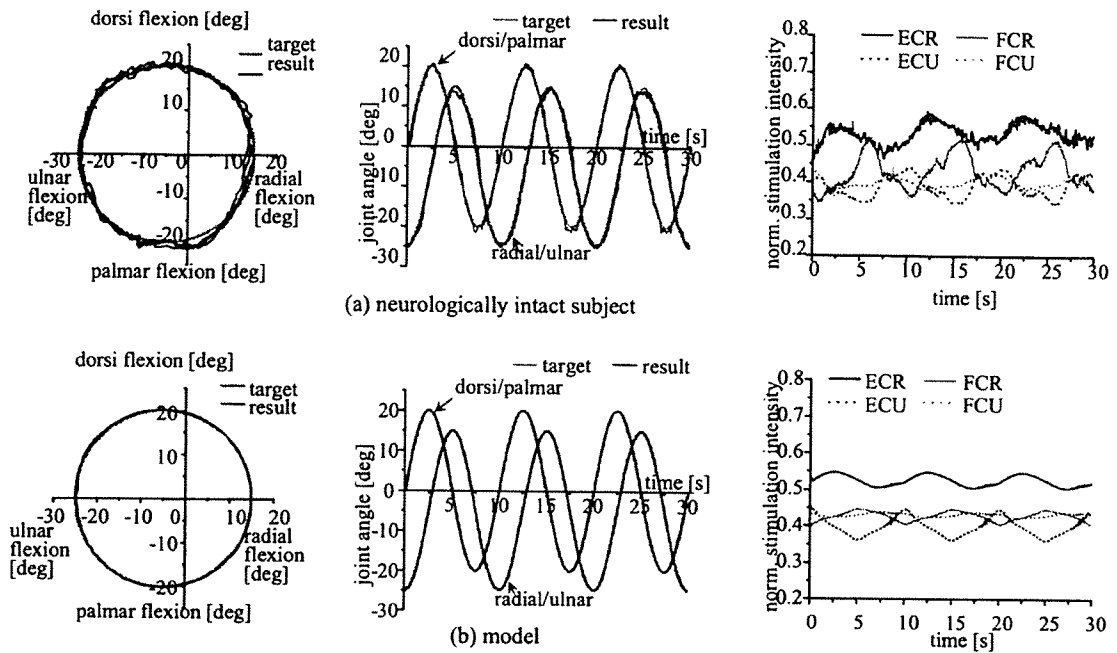 dorsi flexion [deg]
target
result
20
10
-30 -20 -10 0 10 20
-10
-20
ulnar
flexion
[deg]
radial
flexion
[deg]
palmar flexion [deg]
target result
dorsi/palmar
joint angle [deg]
20
10
0
-10
-20
-30
time [s]
5 10 15 20 25 30
radial/ulnar
norm. stimulation intensity
ECR FCR
ECU FCU
0.8
0.7
0.6
0.5
0.4
0.3
0.2
0 5 10 15 20 25 30
time [s]
(a) neurologically intact subject
dorsi flexion [deg]
target
result
20
10
-30 -20 -10 0 10 20
-10
-20
ulnar
flexion
[deg]
radial
flexion
[deg]
palmar flexion [deg]
target result
dorsi/palmar
joint angle [deg]
20
10
0
-10
-20
-30
time [s]
5 10 15 20 25 30
radial/ulnar
norm. stimulation intensity
ECR FCR
ECU FCU
0.8
0.7
0.6
0.5
0.4
0.3
0.2
0 5 10 15 20 25 30
time [s]
(b) model